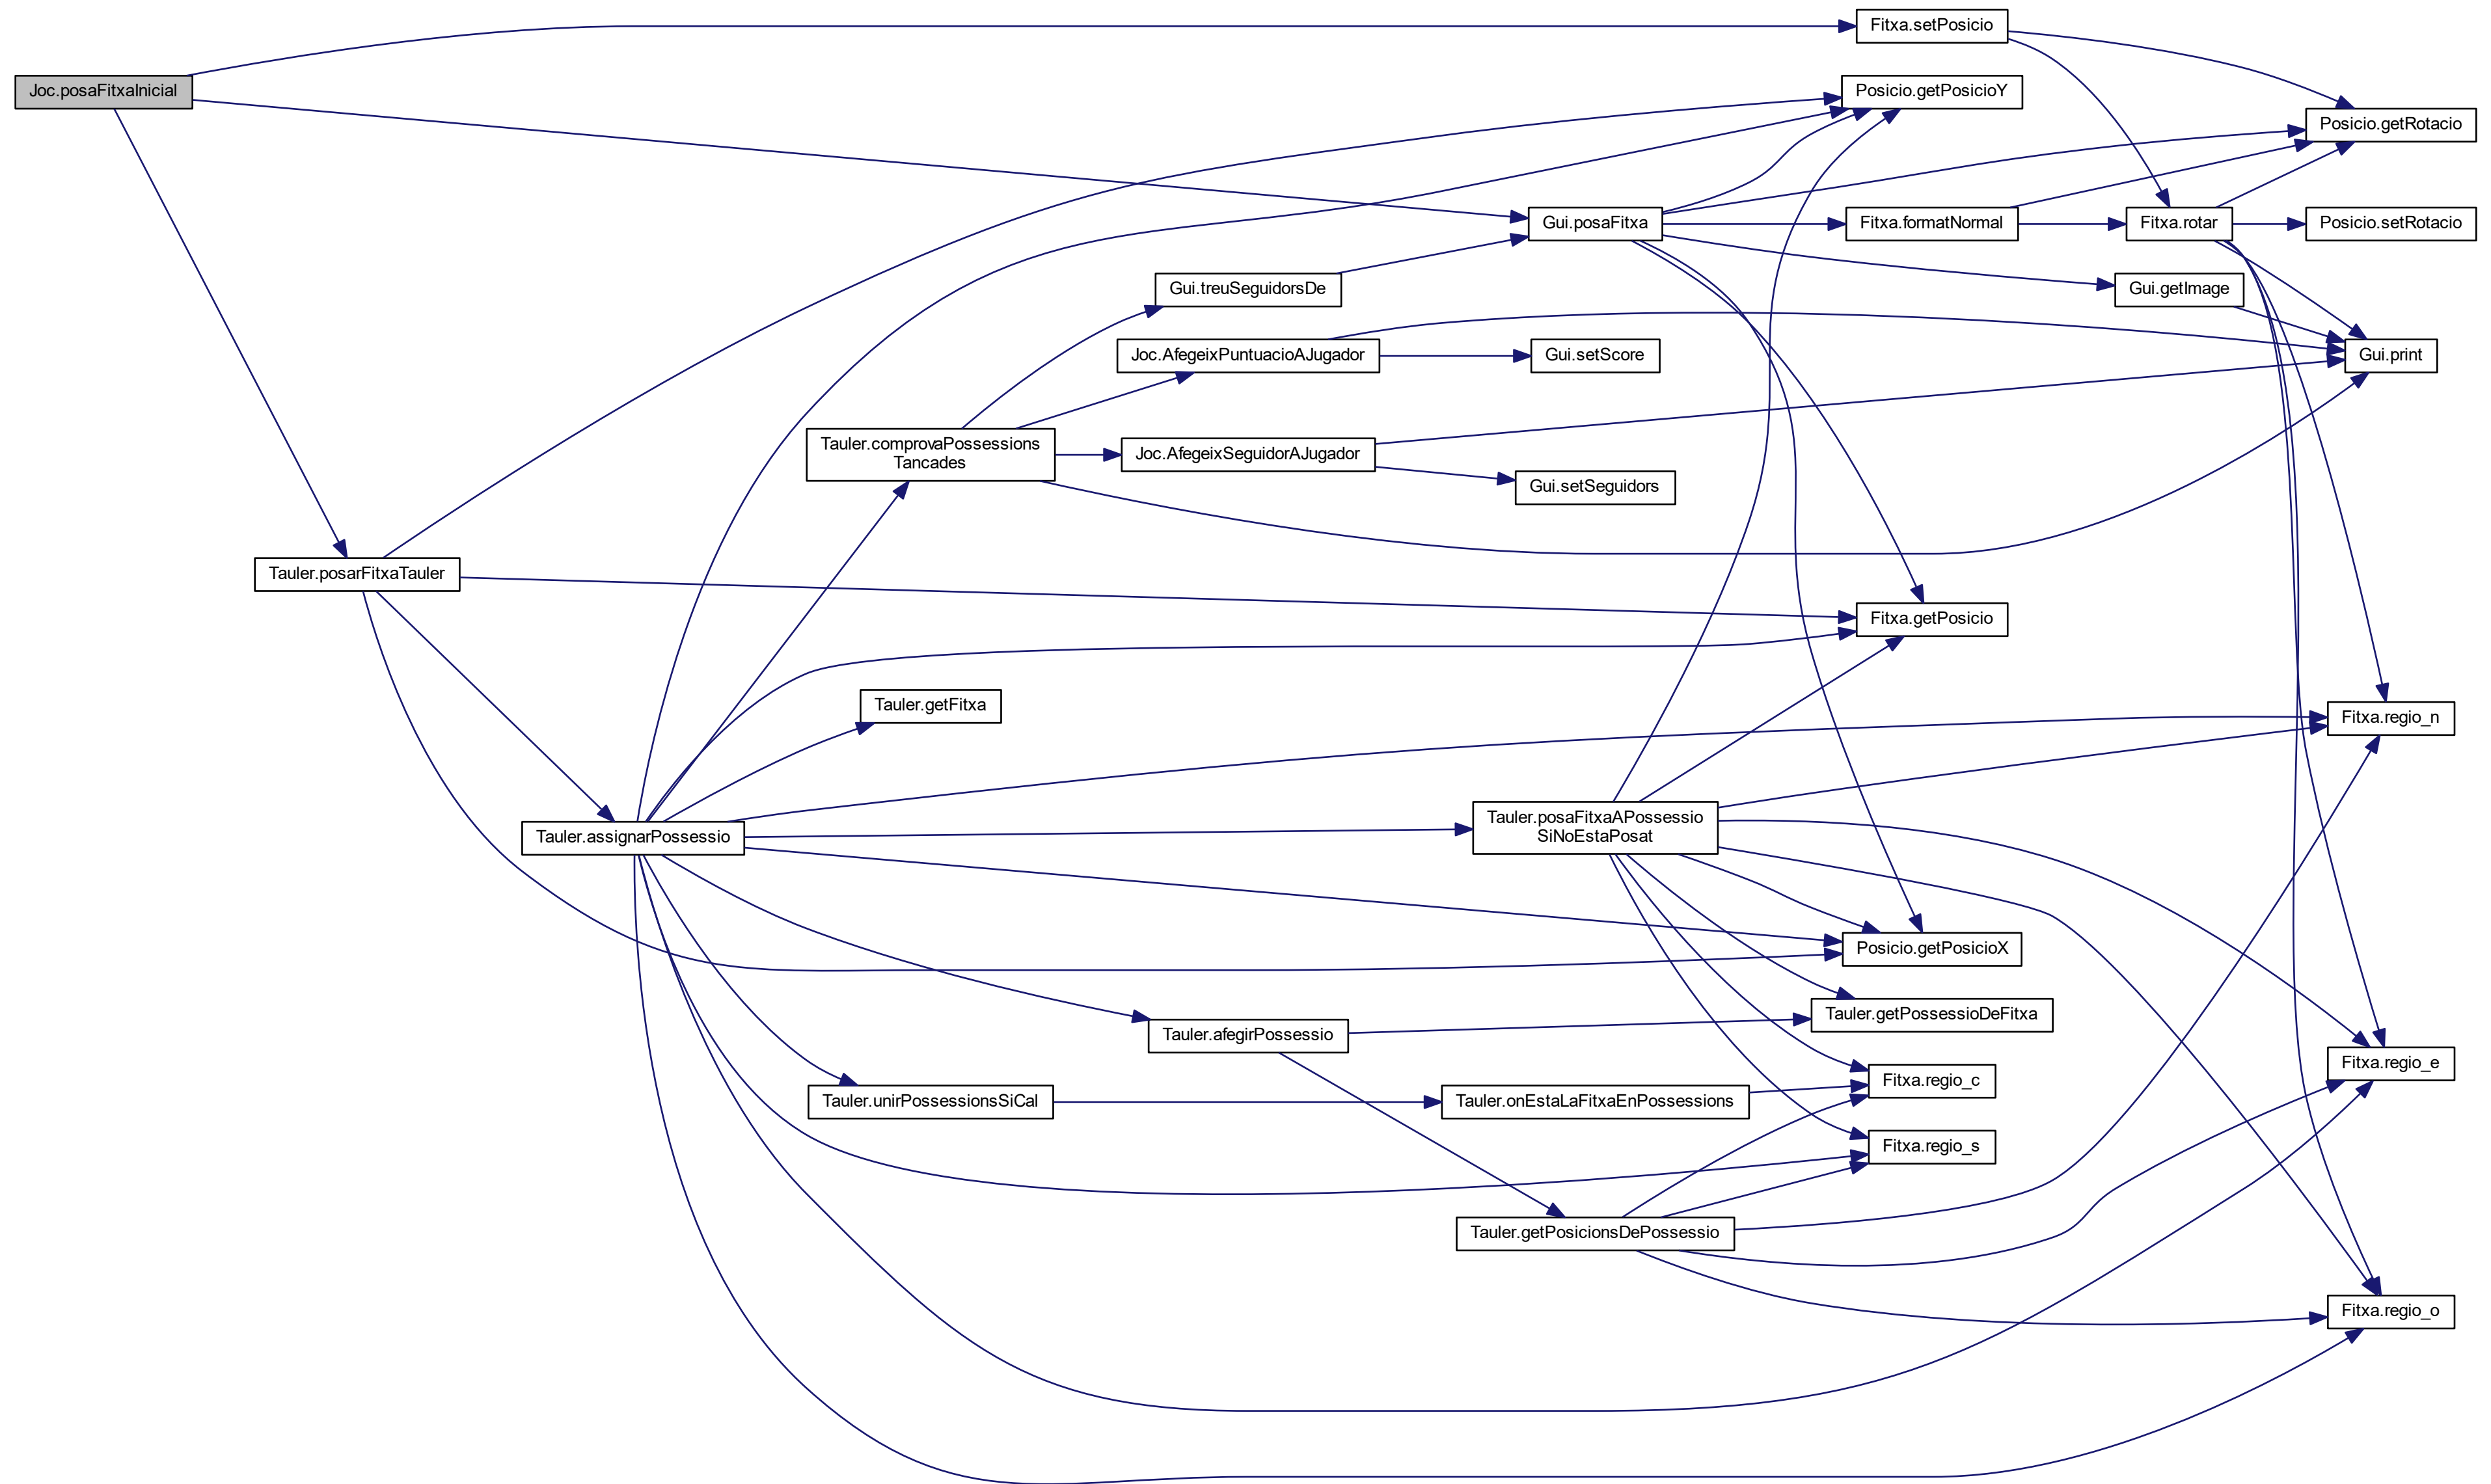 Fitxa.setPosicio
Joc.posaFitxaInicial
Posicio.getPosicioY
Posicio.getRotacio
Gui.posaFitxa
Fitxa.formatNormal
Fitxa.rotar
Posicio.setRotacio
Gui.treuSeguidorsDe
Gui.getImage
Joc.AfegeixPuntuacioAJugador
Gui.setScore
Gui.print
Tauler.comprovaPossessions
Tancades
Joc.AfegeixSeguidorAJugador
Gui.setSeguidors
Tauler.posarFitxaTauler
Fitxa.getPosicio
Tauler.getFitxa
Fitxa.regio_n
Tauler.assignarPossessio
Tauler.posaFitxaAPossessio
SiNoEstaPosat
Posicio.getPosicioX
Tauler.getPossessioDeFitxa
Tauler.afegirPossessio
Fitxa.regio_e
Fitxa.regio_c
Tauler.unirPossessionsSiCal
Tauler.onEstaLaFitxaEnPossessions
Fitxa.regio_s
Tauler.getPosicionsDePossessio
Fitxa.regio_o